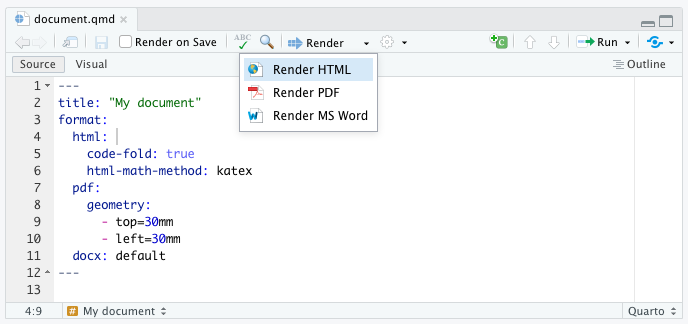 document.qmd
Render on Save
ABC
Render
Run
Source
Visual
Outline
Render HTML
Render PDF
Render MS Word
1 ---
2 title: "My document"
3 format:
4   html:
5     code-fold: true
6     html-math-method: katex
7   pdf:
8     geometry:
9       - top=30mm
10       - left=30mm
11   docx: default
12 ---
13
4:9
# My document
Quarto